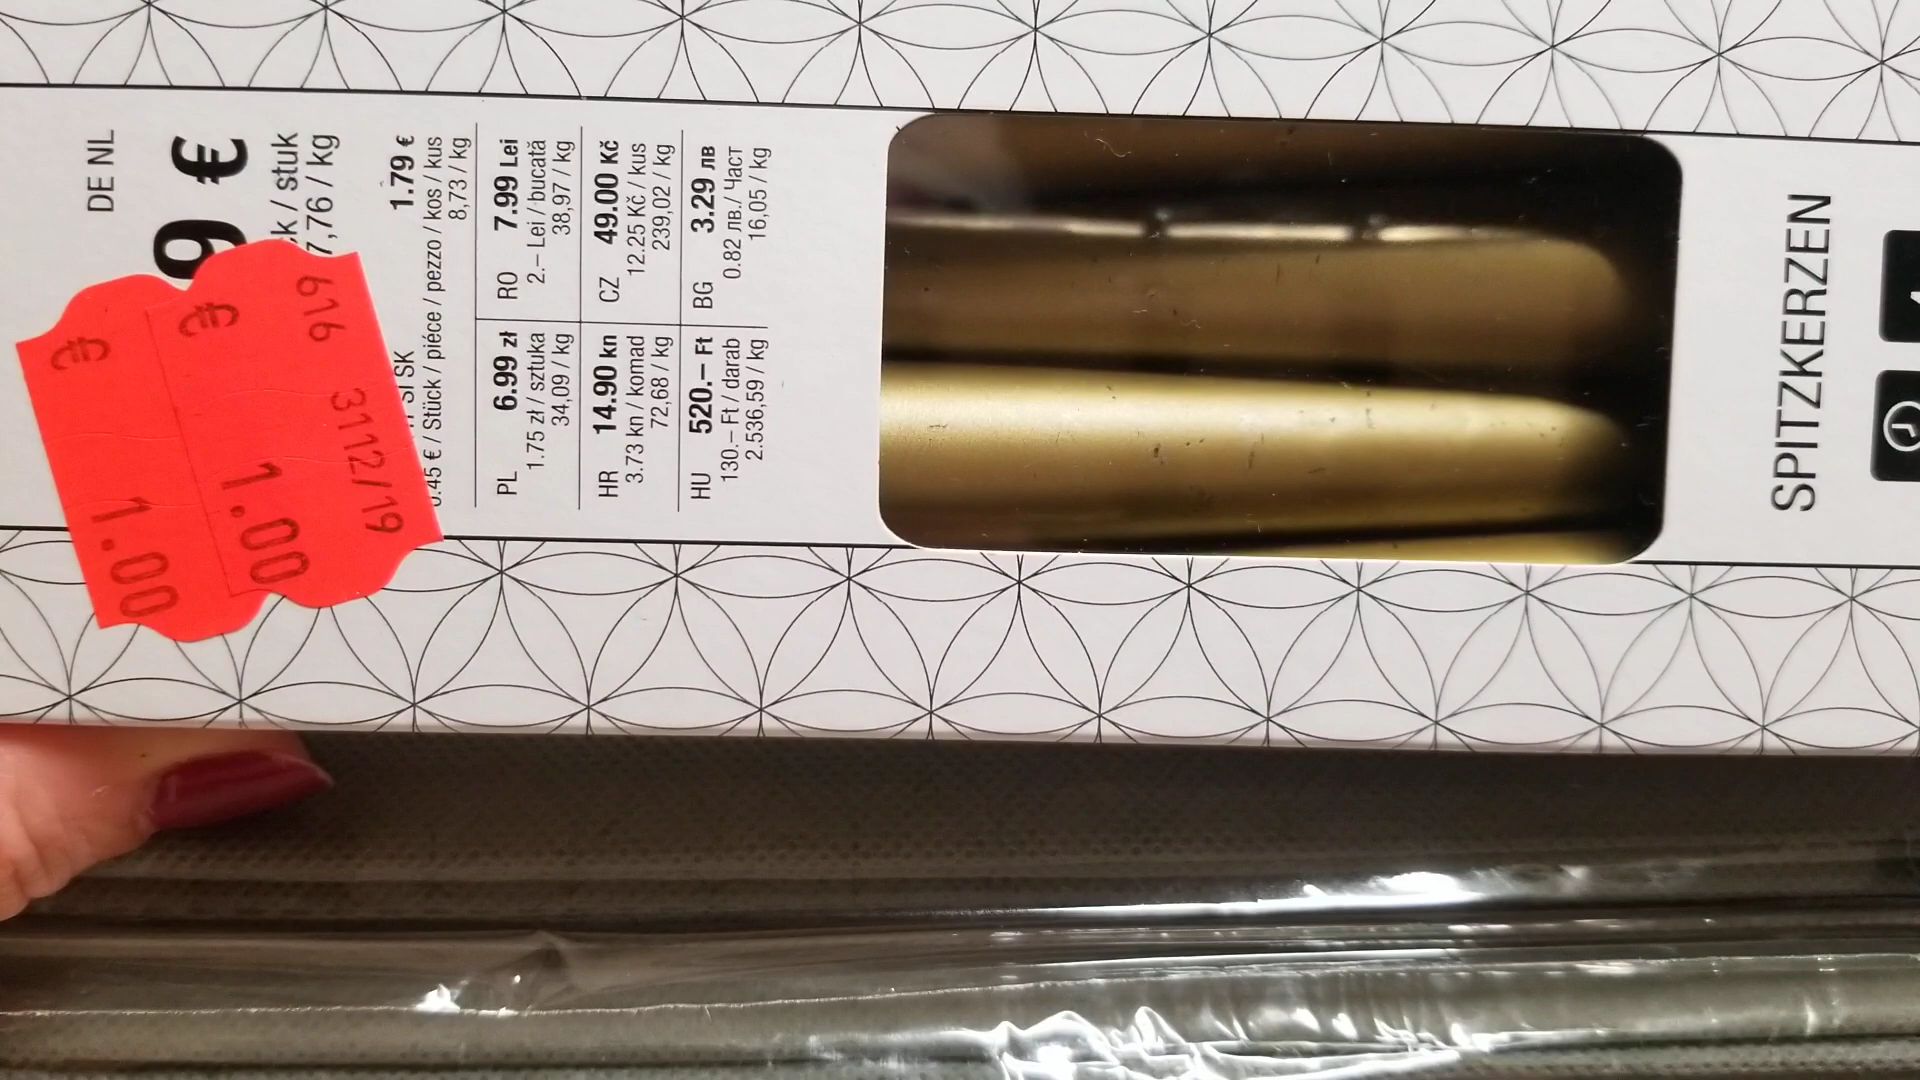 DE NL
9 €
/ stuk
7,76 / kg
SK 1.79 €
0.45 € / Stück / piéce / pezzo / kos / kus
8,73 / kg
PL 6.99 zł
1.75 zł / sztuka
34,09 / kg
RO 7.99 Lei
2.– Lei / bucată
38,97 / kg
HR 14.90 kn
3.73 kn / komad
72,68 / kg
CZ 49.00 Kč
12.25 Kč / kus
239,02 / kg
HU 520.– Ft
130.– Ft / darab
2.536,59 / kg
BG 3.29 лв
0.82 лв./ Част
16,05 / kg
616 3112/19
€ 1.00
€ 1.00
SPITZKERZEN